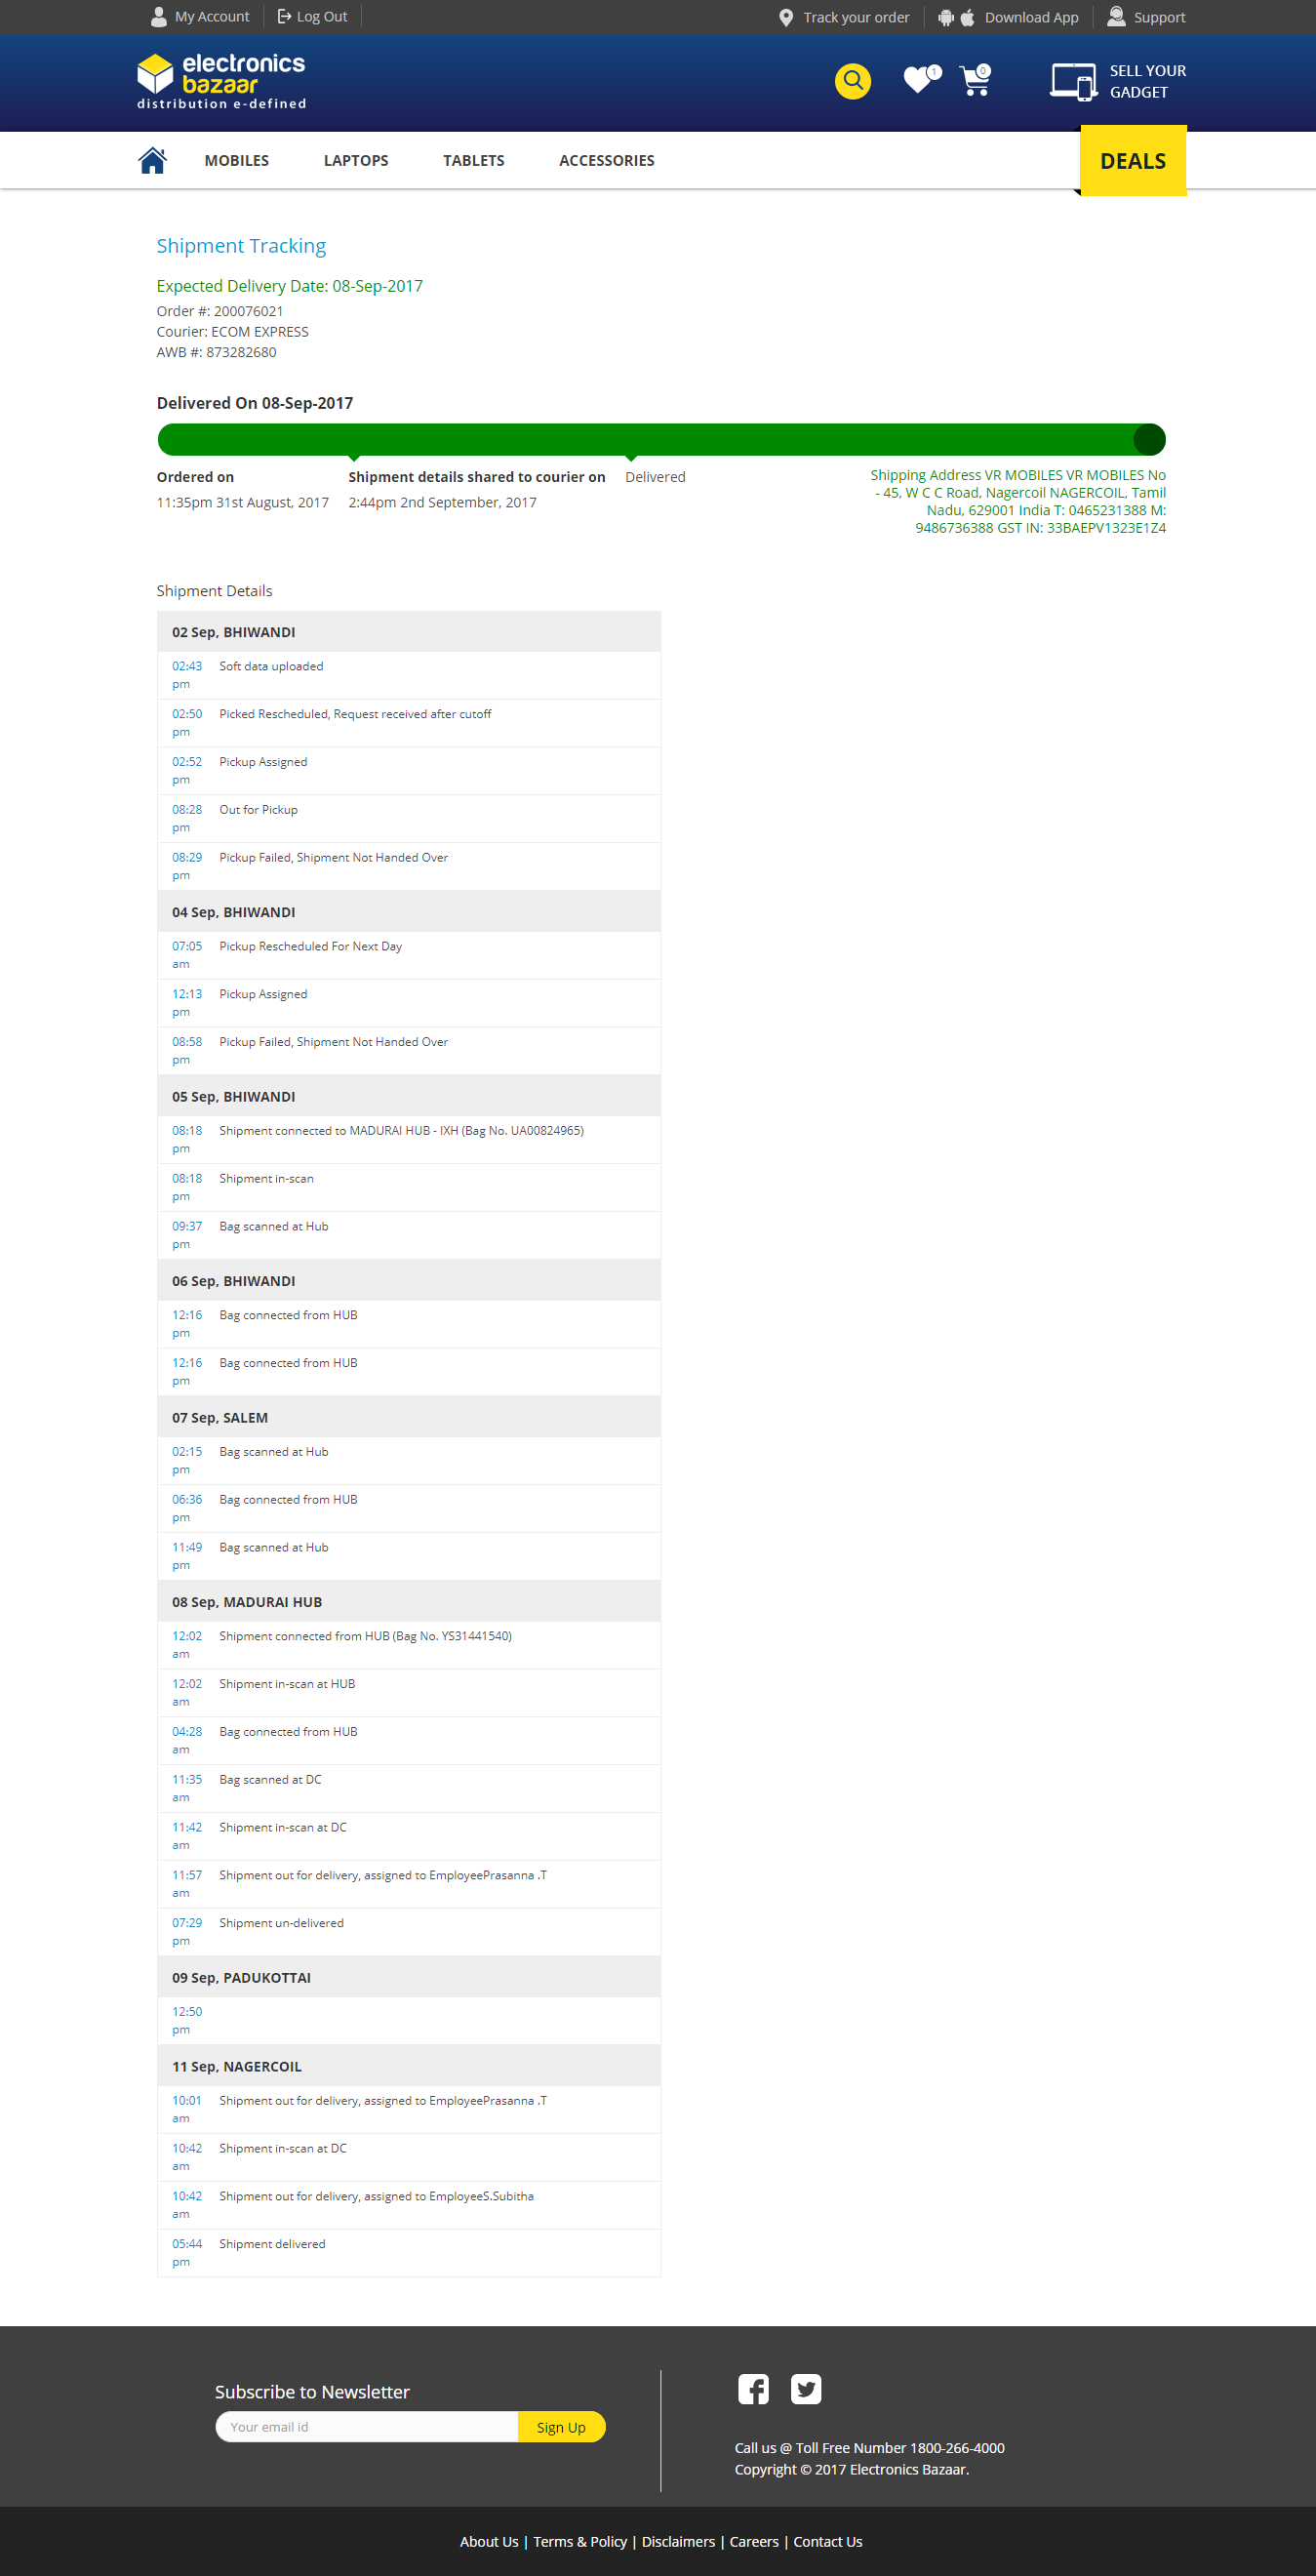 My Account
Log Out
Track your order
Download App
Support
electronics
bazaar
distribution e-defined
1
0
SELL YOUR
GADGET
MOBILES
LAPTOPS
TABLETS
ACCESSORIES
DEALS
Shipment Tracking
Expected Delivery Date: 08-Sep-2017
Order #: 200076021
Courier: ECOM EXPRESS
AWB #: 873282680
Delivered On 08-Sep-2017
Ordered on
11:35pm 31st August, 2017
Shipment details shared to courier on
2:44pm 2nd September, 2017
Delivered
Shipping Address VR MOBILES VR MOBILES No
- 45, W C C Road, Nagercoil NAGERCOIL, Tamil
Nadu, 629001 India T: 0465231388 M:
9486736388 GST IN: 33BAEPV1323E1Z4
Shipment Details
02 Sep, BHIWANDI
02:43 Soft data uploaded
pm
02:50 Picked Rescheduled, Request received after cutoff
pm
02:52 Pickup Assigned
pm
08:28 Out for Pickup
pm
08:29 Pickup Failed, Shipment Not Handed Over
pm
04 Sep, BHIWANDI
07:05 Pickup Rescheduled For Next Day
am
12:13 Pickup Assigned
pm
08:58 Pickup Failed, Shipment Not Handed Over
pm
05 Sep, BHIWANDI
08:18 Shipment connected to MADURAI HUB - IXH (Bag No. UA00824965)
pm
08:18 Shipment in-scan
pm
09:37 Bag scanned at Hub
pm
06 Sep, BHIWANDI
12:16 Bag connected from HUB
pm
12:16 Bag connected from HUB
pm
07 Sep, SALEM
02:15 Bag scanned at Hub
pm
06:36 Bag connected from HUB
pm
11:49 Bag scanned at Hub
pm
08 Sep, MADURAI HUB
12:02 Shipment connected from HUB (Bag No. YS31441540)
am
12:02 Shipment in-scan at HUB
am
04:28 Bag connected from HUB
am
11:35 Bag scanned at DC
am
11:42 Shipment in-scan at DC
am
11:57 Shipment out for delivery, assigned to EmployeePrasanna .T
am
07:29 Shipment un-delivered
pm
09 Sep, PADUKOTTAI
12:50
pm
11 Sep, NAGERCOIL
10:01 Shipment out for delivery, assigned to EmployeePrasanna .T
am
10:42 Shipment in-scan at DC
am
10:42 Shipment out for delivery, assigned to EmployeeS.Subitha
am
05:44 Shipment delivered
pm
Subscribe to Newsletter
Your email id
Sign Up
Call us @ Toll Free Number 1800-266-4000
Copyright © 2017 Electronics Bazaar.
About Us | Terms & Policy | Disclaimers | Careers | Contact Us